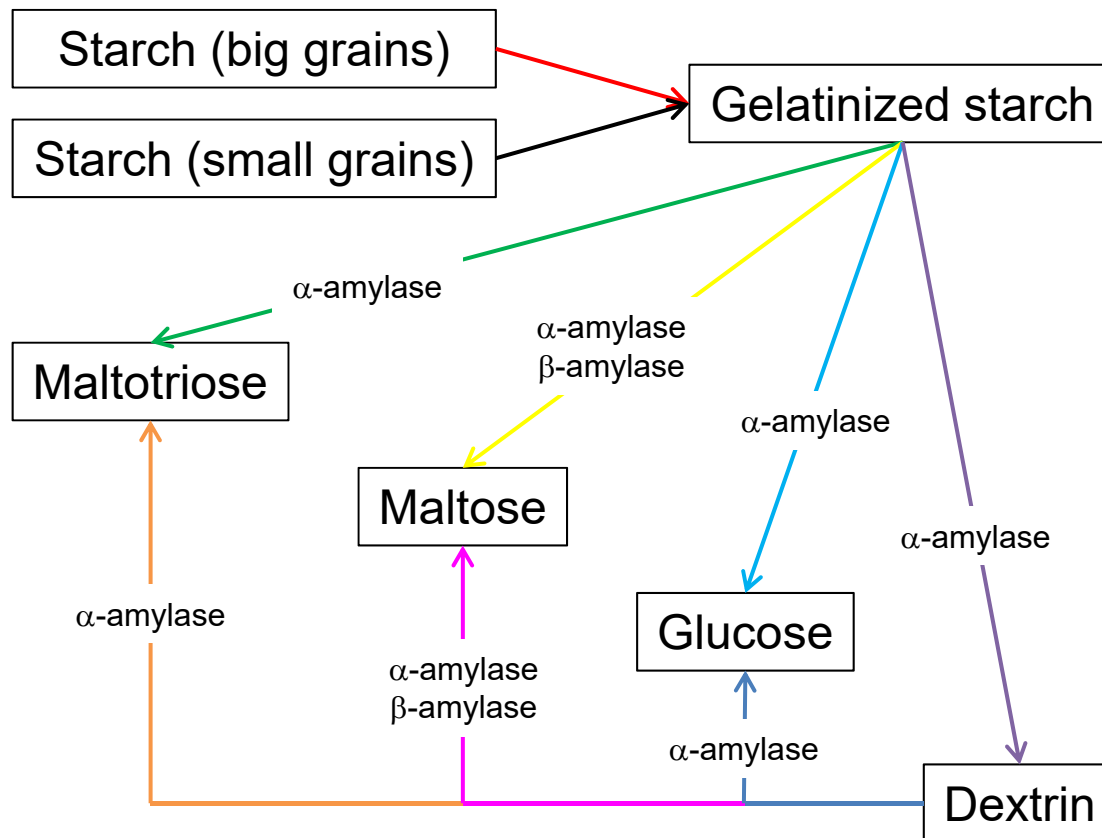 Starch (big grains)
Gelatinized starch
Starch (small grains)
α-amylase
α-amylase
β-amylase
Maltotriose
α-amylase
Maltose
α-amylase
α-amylase
Glucose
α-amylase
β-amylase
α-amylase
Dextrin